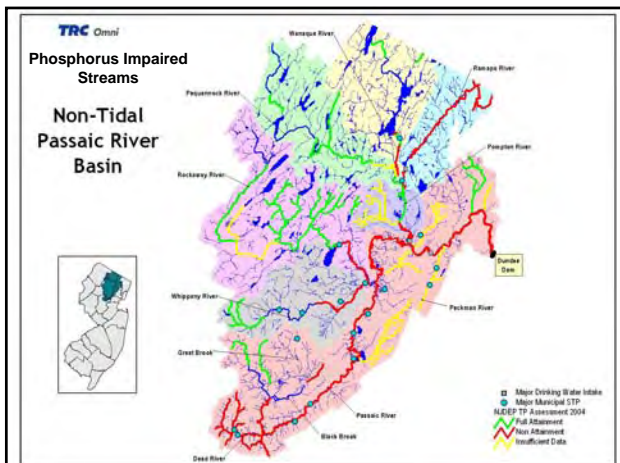 TRC Omni
Phosphorus Impaired
Streams
Non-Tidal
Passaic River
Basin
Wanaque River
Ramapo River
Pequannock River
Pompton River
Rockaway River
Dundee
Dam
Whippany River
Peckman River
Great Brook
Passaic River
Black Brook
Dead River
Major Drinking Water Intake
Major Municipal STP
NJDEP TP Assessment 2004
Full Attainment
Non Attainment
Insufficient Data